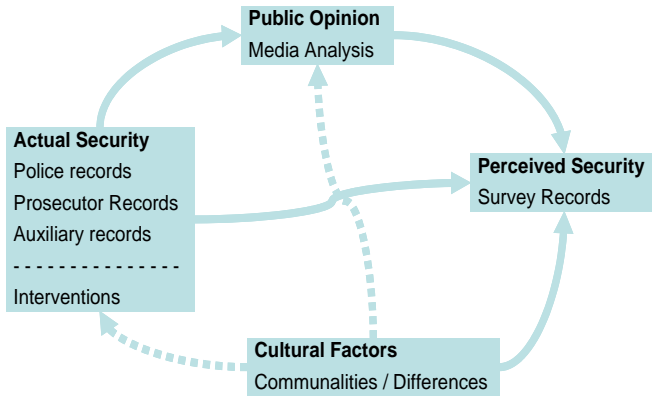 Public Opinion
Media Analysis
Actual Security
Police records
Prosecutor Records
Auxiliary records
- - - - - - - - - - - - - - -
Interventions
Perceived Security
Survey Records
Cultural Factors
Communalities / Differences